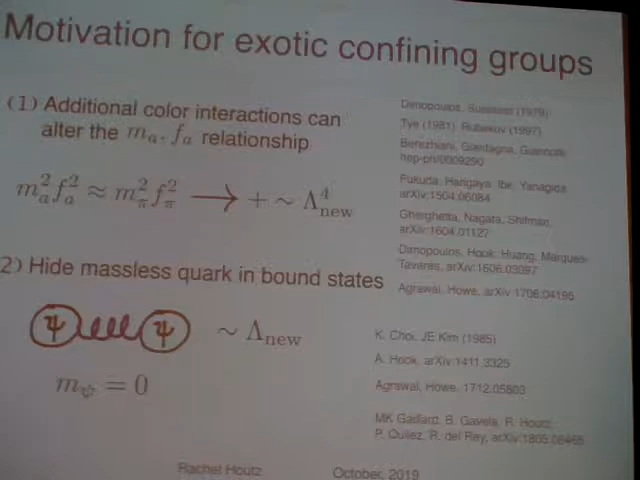 Motivation for exotic confining groups
(1) Additional color interactions can
alter the mₐ, fₐ relationship
mₐ² fₐ² ≈ m_π² f_π² → + ~ Λ⁴_new
2) Hide massless quark in bound states
ψ ψ ~ Λ_new
m_ψ = 0
Dimopoulos, Susskind (1979)
Tye (1981) Rubakov (1997)
Berezhiani, Gianfagna, Giannotti
hep-ph/0009290
Fukuda, Harigaya, Ibe, Yanagida
arXiv:1504.06084
Gherghetta, Nagata, Shifman,
arXiv:1604.01127
Dimopoulos, Hook, Huang, Marques-
Tavares, arXiv:1606.03097
Agrawal, Howe, arXiv:1706.04195
K. Choi, JE Kim (1985)
A. Hook, arXiv:1411.3325
Agrawal, Howe, 1712.05803
MK Gaillard, B. Gavela, R. Houtz,
P. Quilez, R. del Rey, arXiv:1805.06465
Rachel Houtz October, 2019